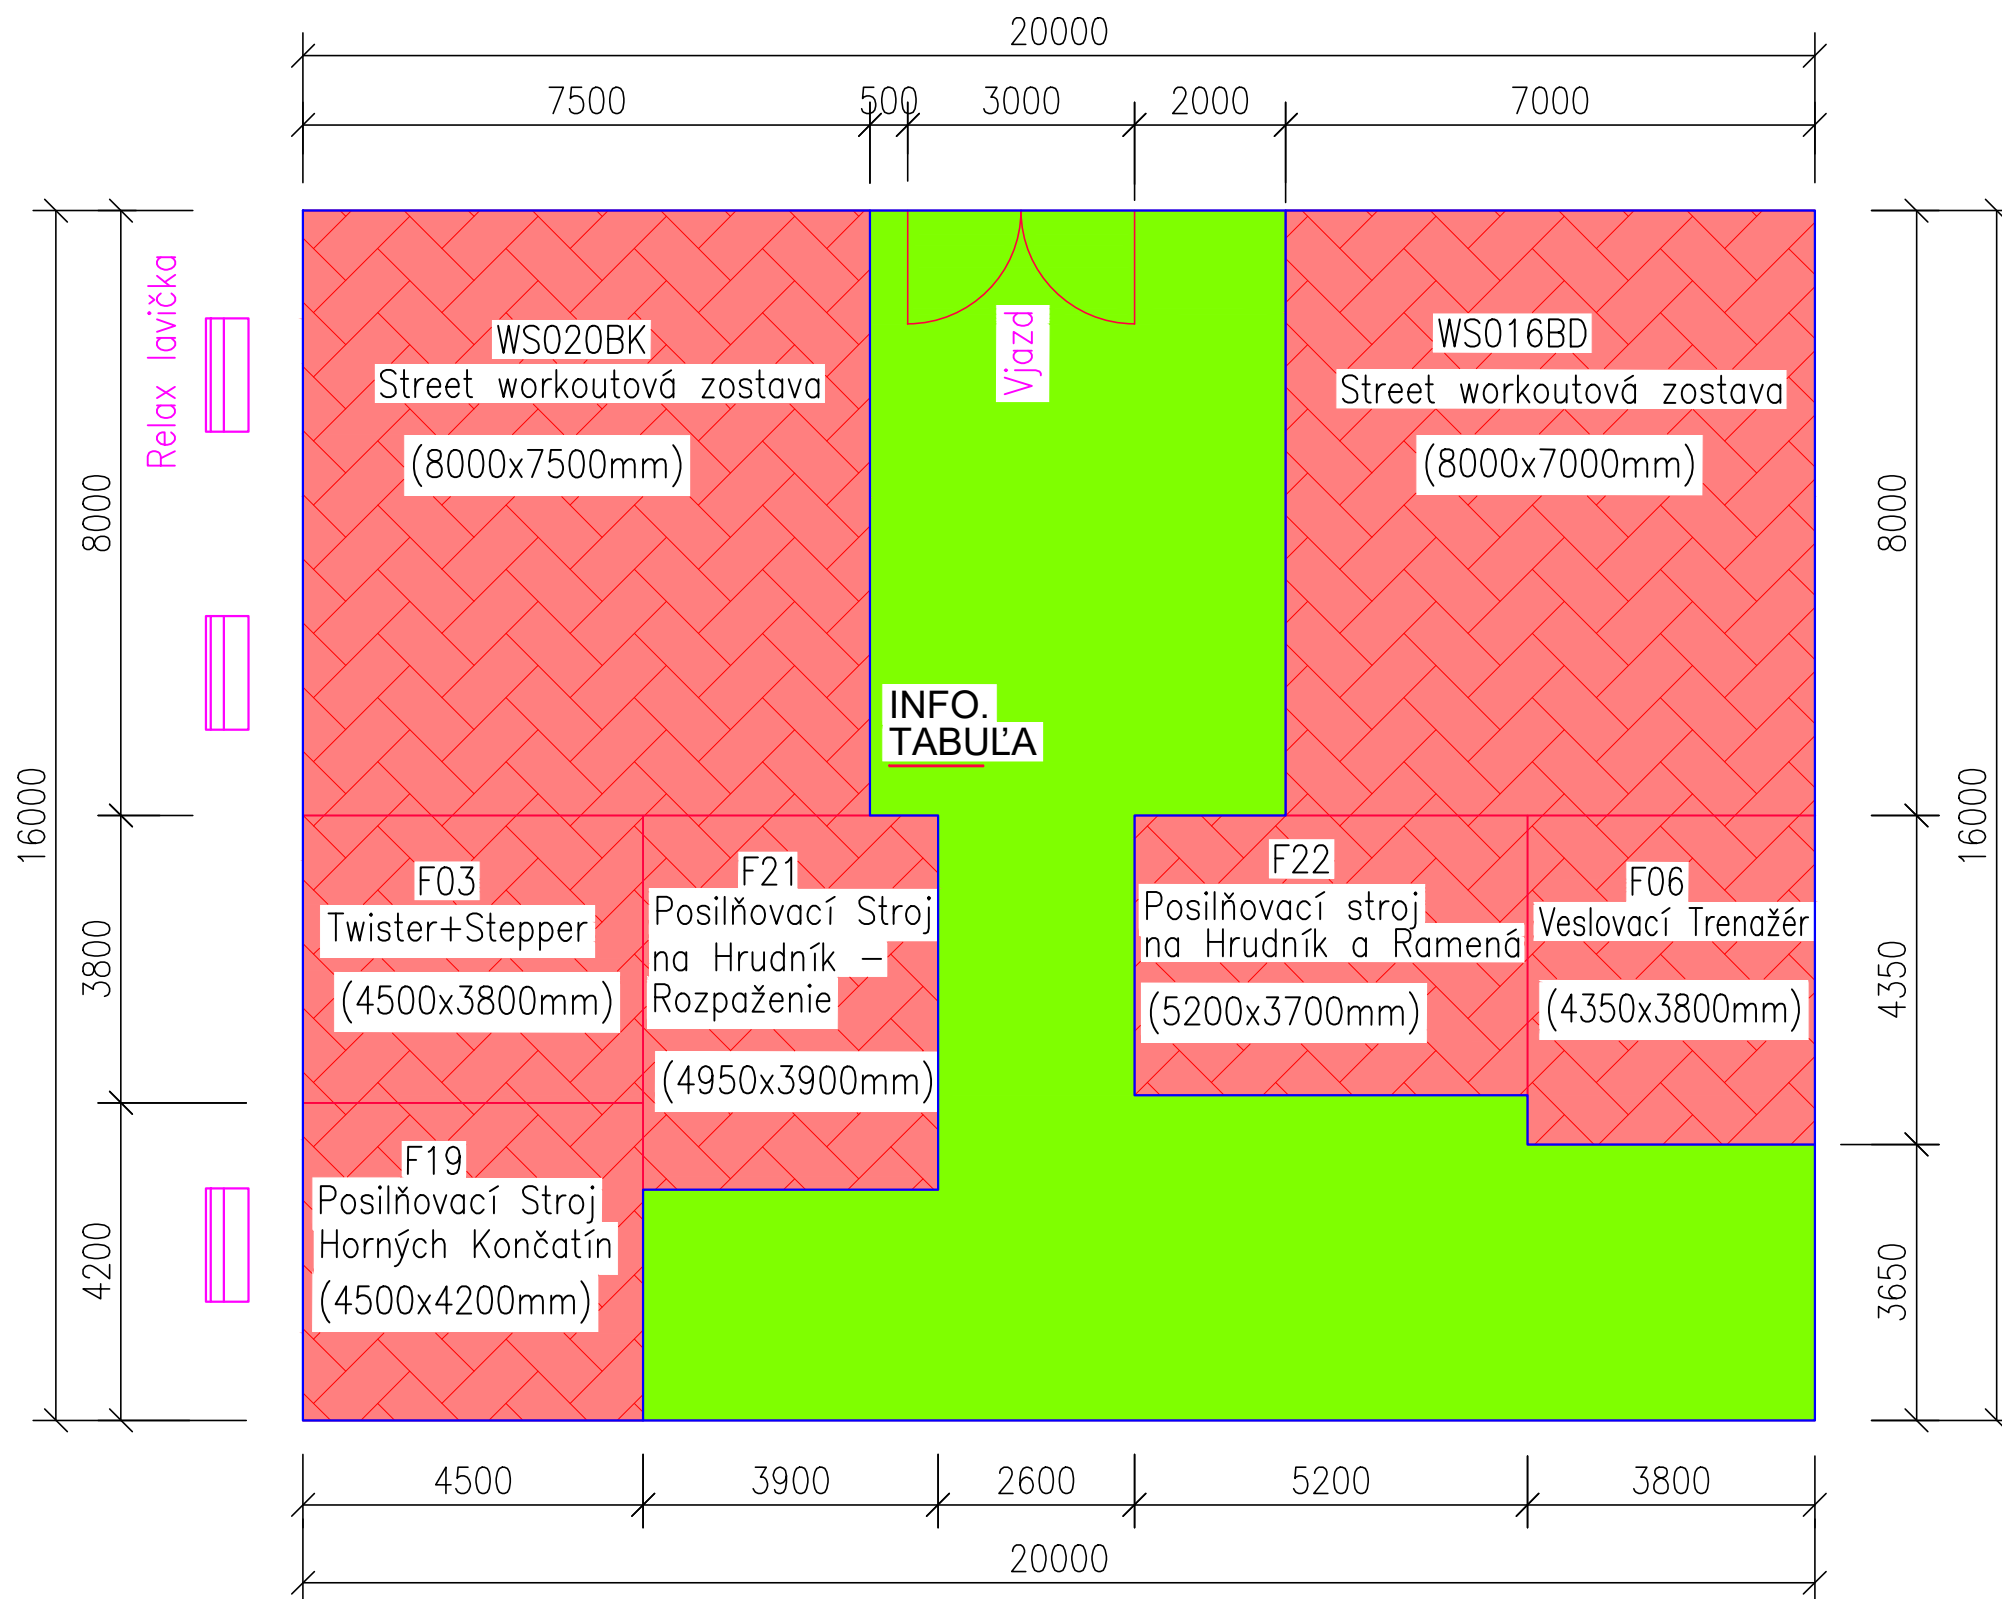 20000
7500 500 3000 2000 7000
Relax lavička
Vjazd
WS020BK
Street workoutová zostava
(8000x7500mm)
WS016BD
Street workoutová zostava
(8000x7000mm)
8000
8000
INFO.
TABUĽA
16000
16000
F03
Twister+Stepper
(4500x3800mm)
F21
Posilňovací Stroj
na Hrudník –
Rozpaženie
(4950x3900mm)
F22
Posilňovací stroj
na Hrudník a Ramená
(5200x3700mm)
F06
Veslovací Trenažér
(4350x3800mm)
3800
4350
F19
Posilňovací Stroj
Horných Končatín
(4500x4200mm)
4200
3650
4500 3900 2600 5200 3800
20000